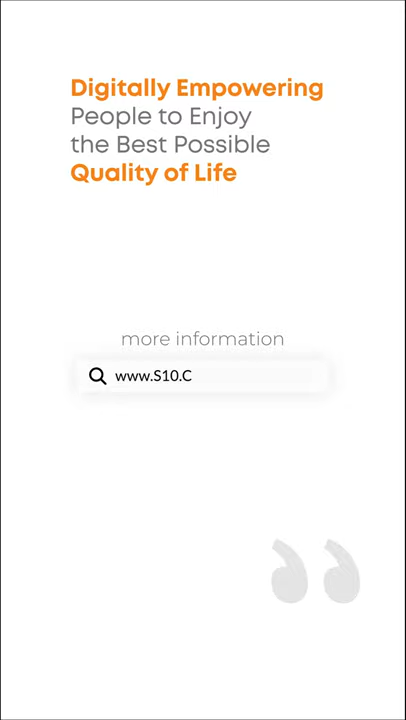 Digitally Empowering
People to Enjoy
the Best Possible
Quality of Life
more information
www.S10.C